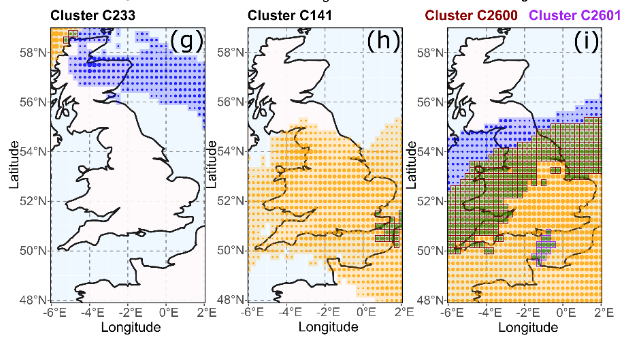 Cluster C233
Cluster C141
Cluster C2600 Cluster C2601
(g)
(h)
(i)
58°N
56°N
54°N
52°N
50°N
48°N
Latitude
-6°E -4°E -2°E 0°E 2°E
Longitude
58°N
56°N
54°N
52°N
50°N
48°N
Latitude
-6°E -4°E -2°E 0°E 2°E
Longitude
58°N
56°N
54°N
52°N
50°N
48°N
Latitude
-6°E -4°E -2°E 0°E 2°E
Longitude